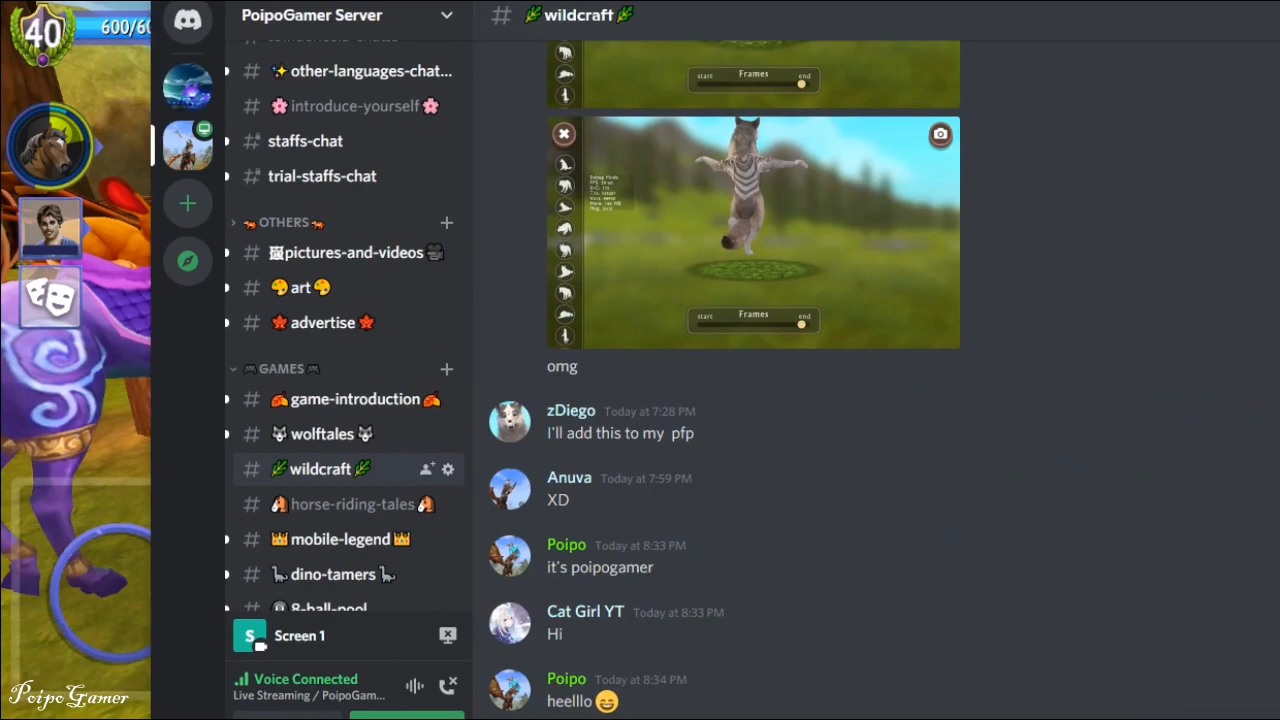 40
600/60
PoipoGamer Server
# 🌿wildcraft🌿
# ✨other-languages-chat...
# 🌸introduce-yourself🌸
# staffs-chat
# trial-staffs-chat
🐅OTHERS🐅
# pictures-and-videos🎥
# 🎨art🎨
# 🍁advertise🍁
🎮GAMES🎮
# 🍂game-introduction🍂
# 🐺wolftales🐺
# 🌿wildcraft🌿
# 🐴horse-riding-tales🐴
# 👑mobile-legend👑
# 🦕dino-tamers🦕
# 8-ball-pool
S Screen 1
Voice Connected
Live Streaming / PoipoGam...
PoipoGamer
start Frames end
start Frames end
omg
zDiego Today at 7:28 PM
I'll add this to my pfp
Anuva Today at 7:59 PM
XD
Poipo Today at 8:33 PM
it's poipogamer
Cat Girl YT Today at 8:33 PM
Hi
Poipo Today at 8:34 PM
heelllo😄